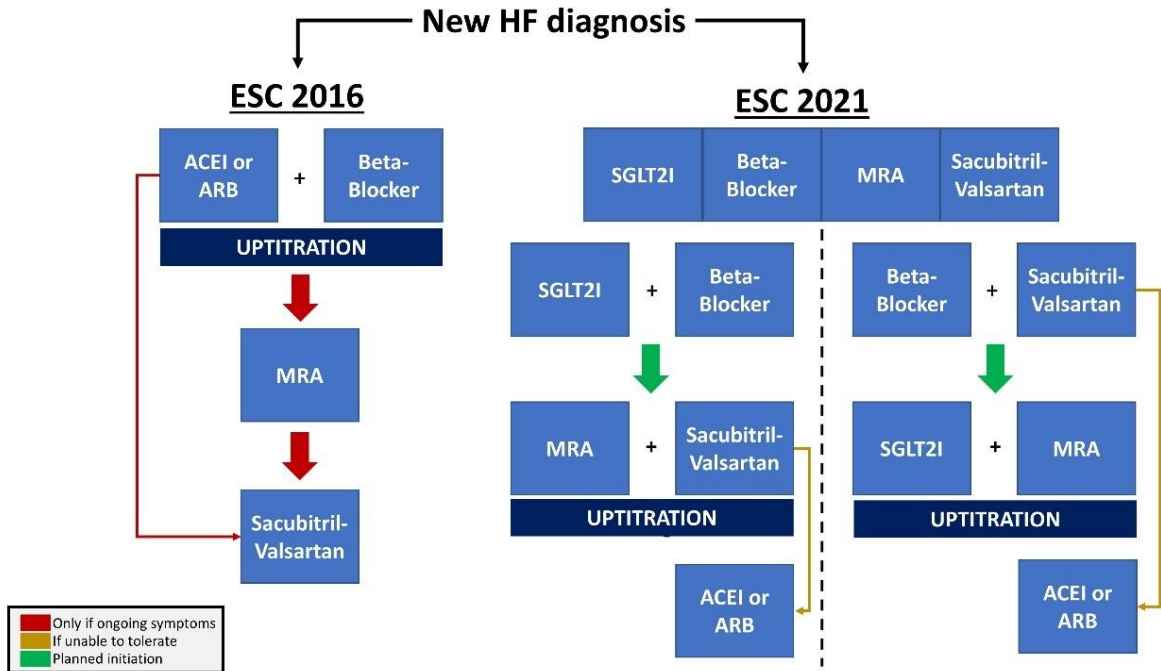 New HF diagnosis
ESC 2016
ACEI or
ARB
+
Beta-
Blocker
UPTITRATION
MRA
Sacubitril-
Valsartan
ESC 2021
SGLT2I
Beta-
Blocker
MRA
Sacubitril-
Valsartan
SGLT2I
+
Beta-
Blocker
MRA
+
Sacubitril-
Valsartan
UPTITRATION
ACEI or
ARB
Beta-
Blocker
+
Sacubitril-
Valsartan
SGLT2I
+
MRA
UPTITRATION
ACEI or
ARB
Only if ongoing symptoms
If unable to tolerate
Planned initiation